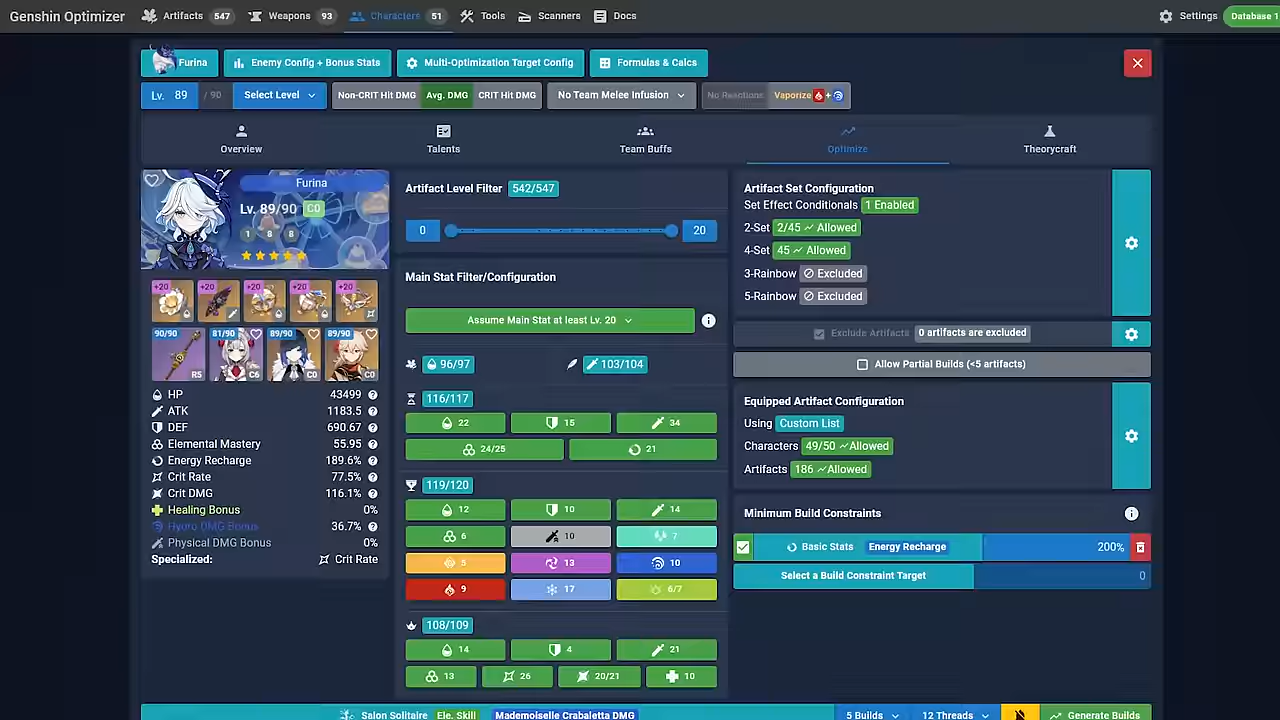 Genshin Optimizer Artifacts 547 Weapons 93 Characters 51 Tools Scanners Docs Settings Database 1
Furina Enemy Config + Bonus Stats Multi-Optimization Target Config Formulas & Calcs
Lv. 89 / 90 Select Level Non-CRIT Hit DMG Avg. DMG CRIT Hit DMG No Team Melee Infusion No Reactions Vaporize +
Overview Talents Team Buffs Optimize Theorycraft
Furina
Lv. 89/90 C0
1 8 8
+20 +20 +20 +20 +20
90/90 81/90 89/90 89/90
R5 C6 C0 C0
HP 43499
ATK 1183.5
DEF 690.67
Elemental Mastery 55.95
Energy Recharge 189.6%
Crit Rate 77.5%
Crit DMG 116.1%
Healing Bonus 0%
Hydro DMG Bonus 36.7%
Physical DMG Bonus 0%
Specialized: Crit Rate
Artifact Level Filter 542/547
0 20
Main Stat Filter/Configuration
Assume Main Stat at least Lv. 20
96/97 103/104
116/117
22 15 34
24/25 21
119/120
12 10 14
6 10 7
5 13 10
9 17 6/7
108/109
14 4 21
13 26 20/21 10
Artifact Set Configuration
Set Effect Conditionals 1 Enabled
2-Set 2/45 Allowed
4-Set 45 Allowed
3-Rainbow Excluded
5-Rainbow Excluded
Exclude Artifacts 0 artifacts are excluded
Allow Partial Builds (<5 artifacts)
Equipped Artifact Configuration
Using Custom List
Characters 49/50 Allowed
Artifacts 186 Allowed
Minimum Build Constraints
Basic Stats Energy Recharge 200%
Select a Build Constraint Target 0
Salon Solitaire Ele. Skill Mademoiselle Crabaletta DMG 5 Builds 12 Threads Generate Builds